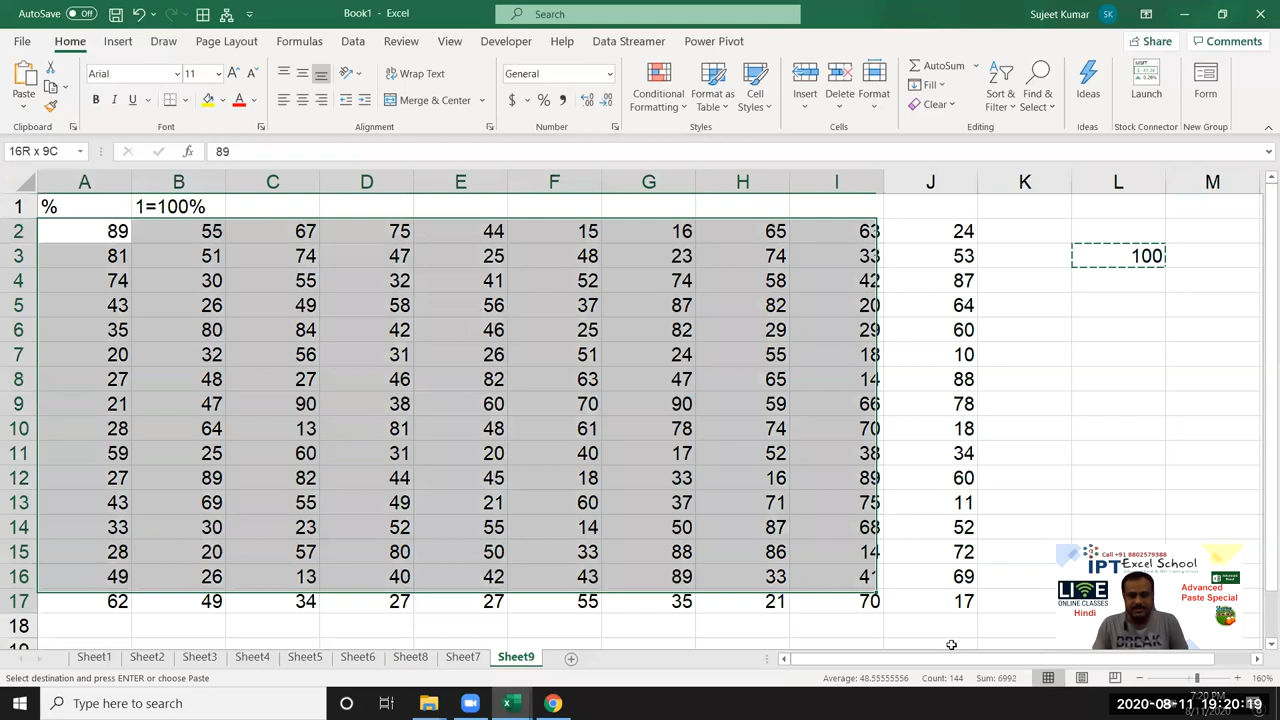 AutoSave Off Book1 - Excel Search Sujeet Kumar SK
File Home Insert Draw Page Layout Formulas Data Review View Developer Help Data Streamer Power Pivot Share Comments
Paste Arial 11 Wrap Text General Conditional Format as Cell Insert Delete Format AutoSum Sort & Find & Ideas Launch Form
B I U Merge & Center $ % Formatting Table Styles Fill Clear Filter Select
Clipboard Font Alignment Number Styles Cells Editing Ideas Stock Connector New Group
16R x 9C fx 89
A B C D E F G H I J K L M
1 % 1=100%
2 89 55 67 75 44 15 16 65 63 24
3 81 51 74 47 25 48 23 74 33 53 100
4 74 30 55 32 41 52 74 58 42 87
5 43 26 49 58 56 37 87 82 20 64
6 35 80 84 42 46 25 82 29 29 60
7 20 32 56 31 26 51 24 55 18 10
8 27 48 27 46 82 63 47 65 14 88
9 21 47 90 38 60 70 90 59 66 78
10 28 64 13 81 48 61 78 74 70 18
11 59 25 60 31 20 40 17 52 38 34
12 27 89 82 44 45 18 33 16 89 60
13 43 69 55 49 21 60 37 71 75 11
14 33 30 23 52 55 14 50 87 68 52
15 28 20 57 80 50 33 88 86 14 72
16 49 26 13 40 42 43 89 33 41 69
17 62 49 34 27 27 55 35 21 70 17
18
Call +91 8802579388
IPT Excel School
LIVE
ONLINE CLASSES
Hindi
Advanced
Paste Special
BREAK
Sheet1 Sheet2 Sheet3 Sheet4 Sheet5 Sheet6 Sheet8 Sheet7 Sheet9
Select destination and press ENTER or choose Paste Average: 48.55555556 Count: 144 Sum: 6992 160%
Type here to search 7:20 PM
2020-08-11 19:20:19
8/11/2020